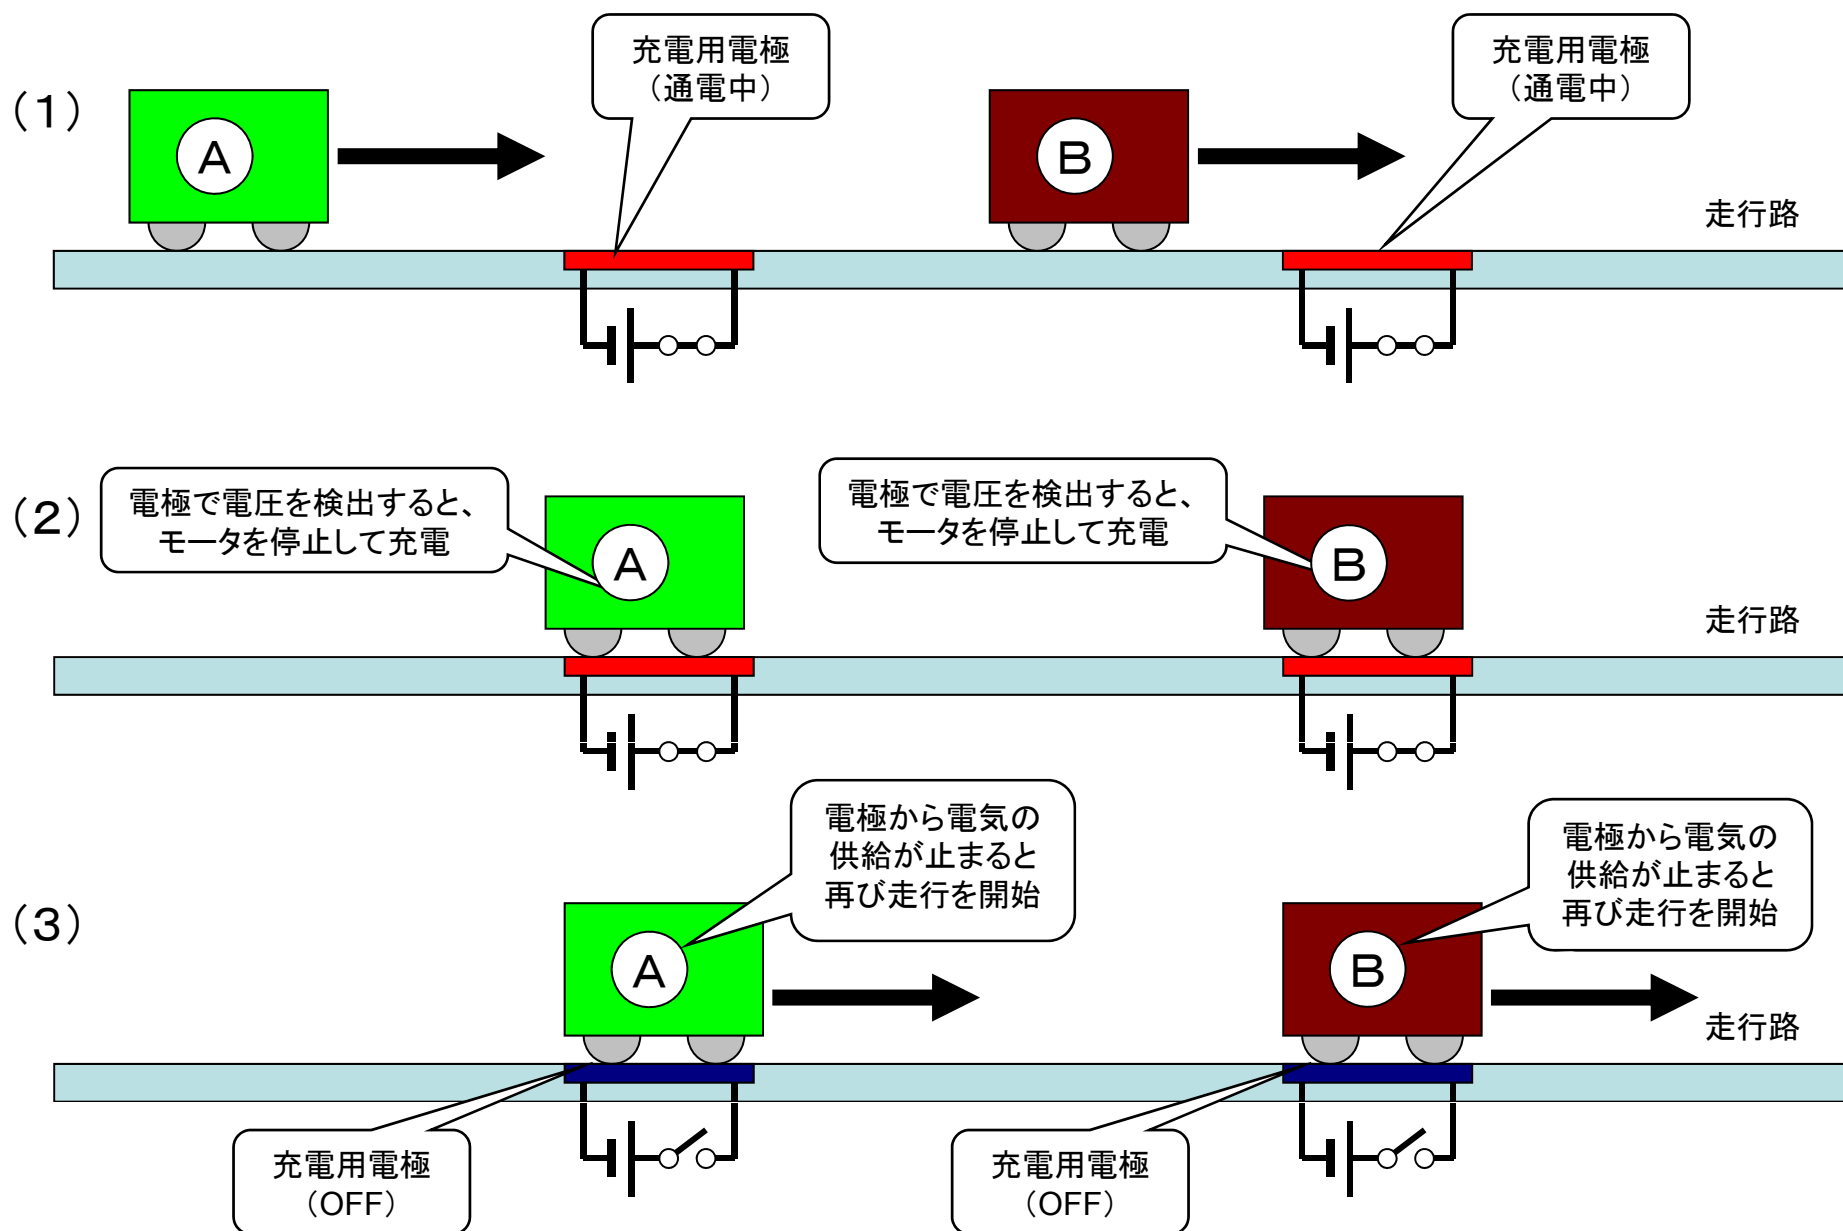 (1)
A
充電用電極
(通電中)
B
充電用電極
(通電中)
走行路
(2)
電極で電圧を検出すると、
モータを停止して充電
A
電極で電圧を検出すると、
モータを停止して充電
B
走行路
(3)
A
電極から電気の
供給が止まると
再び走行を開始
B
電極から電気の
供給が止まると
再び走行を開始
走行路
充電用電極
(OFF)
充電用電極
(OFF)